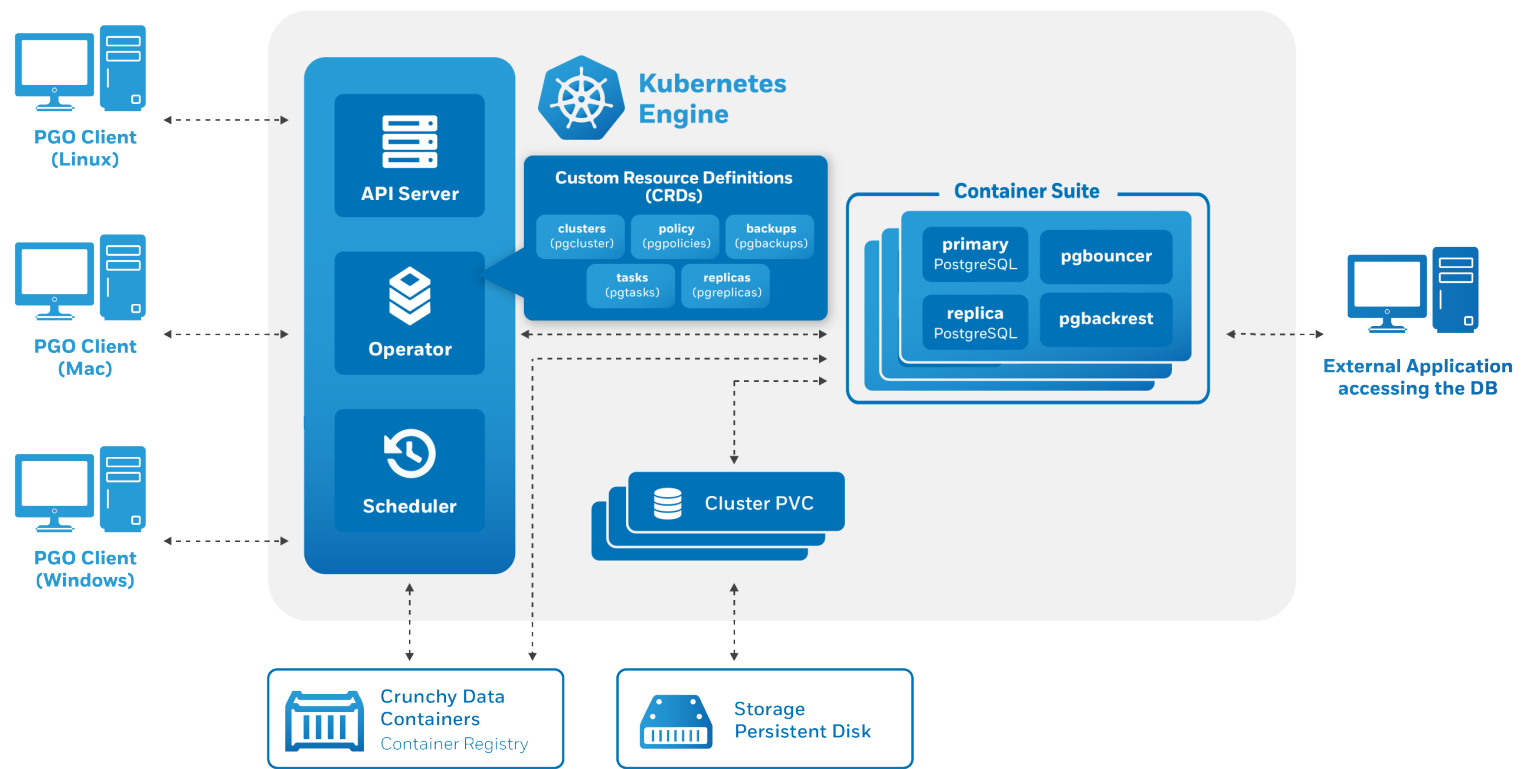 PGO Client
(Linux)
PGO Client
(Mac)
PGO Client
(Windows)
API Server
Operator
Scheduler
Kubernetes
Engine
Custom Resource Definitions
(CRDs)
clusters
(pgcluster)
policy
(pgpolicies)
backups
(pgbackups)
tasks
(pgtasks)
replicas
(pgreplicas)
Container Suite
primary
PostgreSQL
pgbouncer
replica
PostgreSQL
pgbackrest
Cluster PVC
External Application
accessing the DB
Crunchy Data
Containers
Container Registry
Storage
Persistent Disk